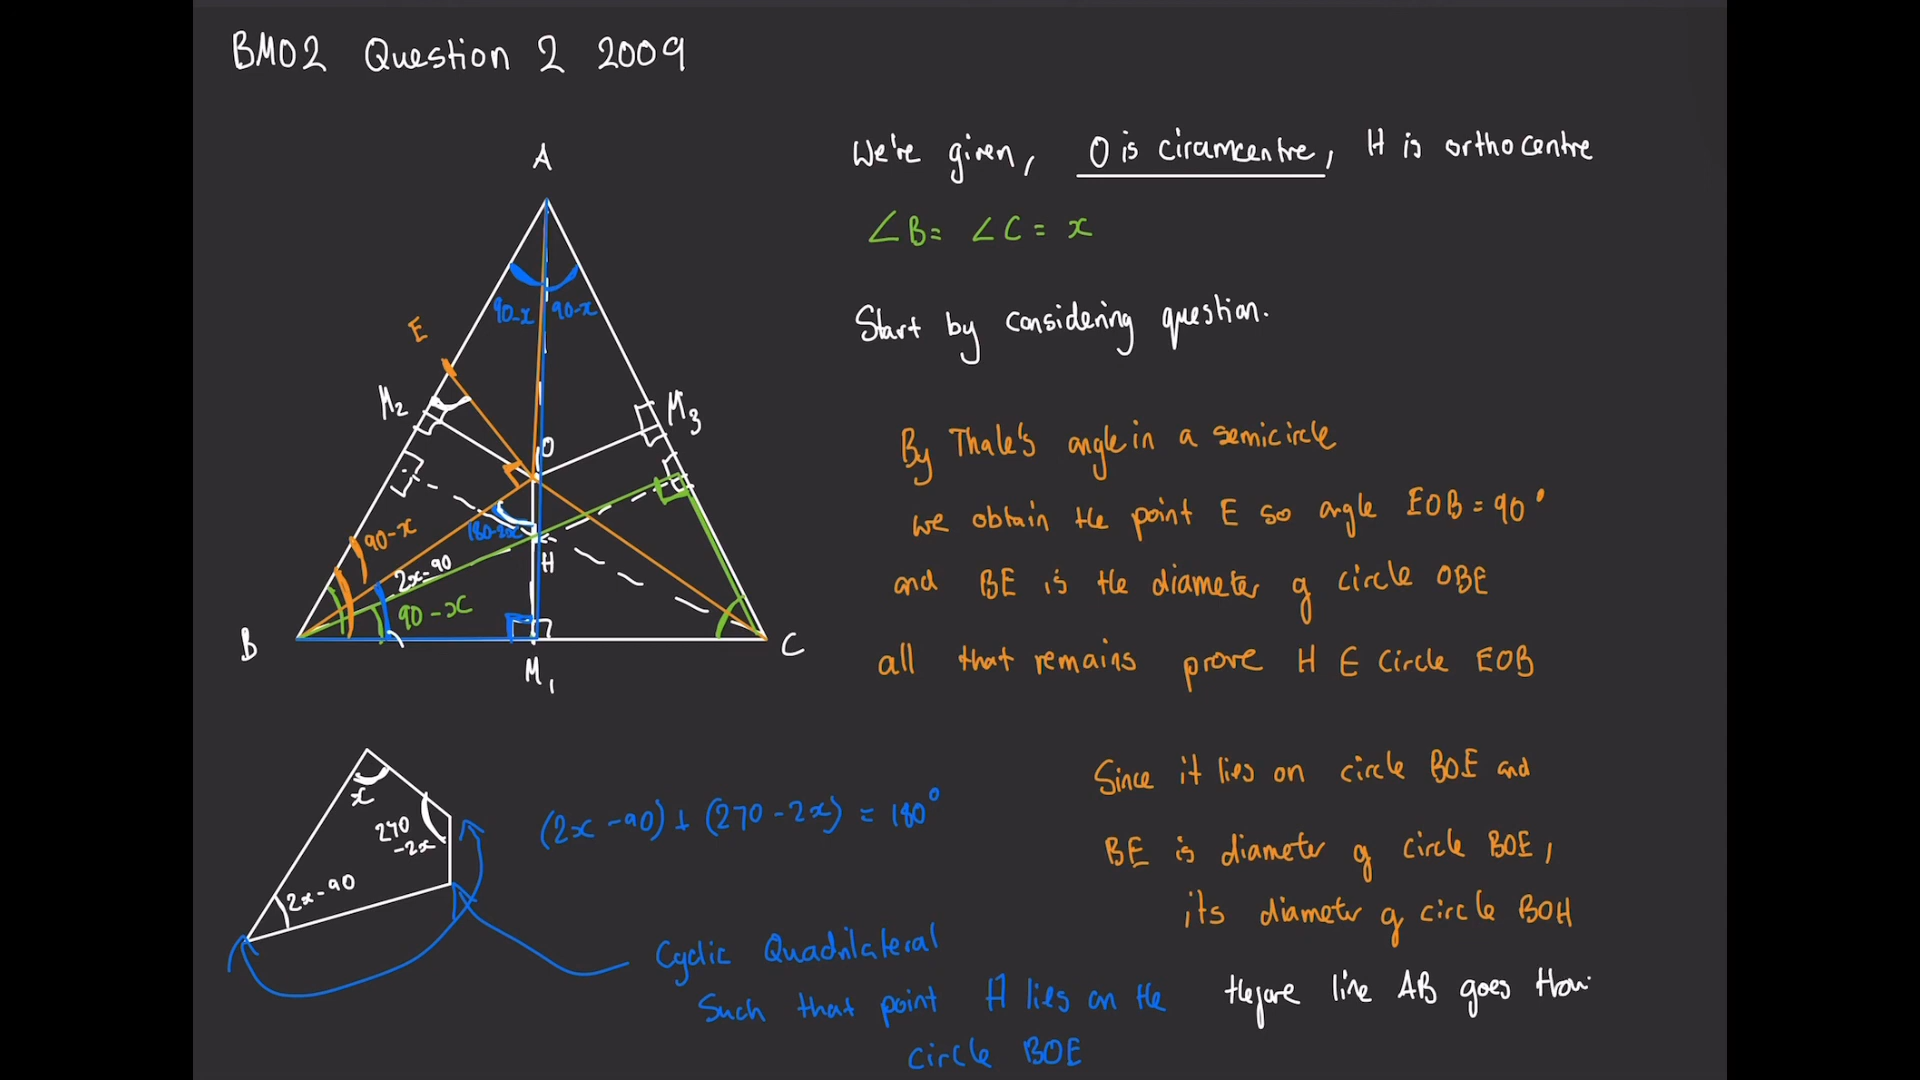 BMO2 Question 2 2009
We're given, O is circumcentre, H is orthocentre
∠B = ∠C = x
Start by considering question.
A
90-x 90-x
E
M2
M3
O
180-2x
H
90-x
2x-90
90-x
B
C
M1
By Thale's angle in a semicircle
we obtain the point E so angle EOB = 90°
and BE is the diameter of circle OBE
all that remains prove H ∈ circle EOB
x
270
-2x
2x-90
(2x-90) + (270-2x) = 180°
Cyclic Quadrilateral
Such that point H lies on the
circle BOE
Since it lies on circle BOE and
BE is diameter of circle BOE,
its diameter of circle BOH
line AB goes